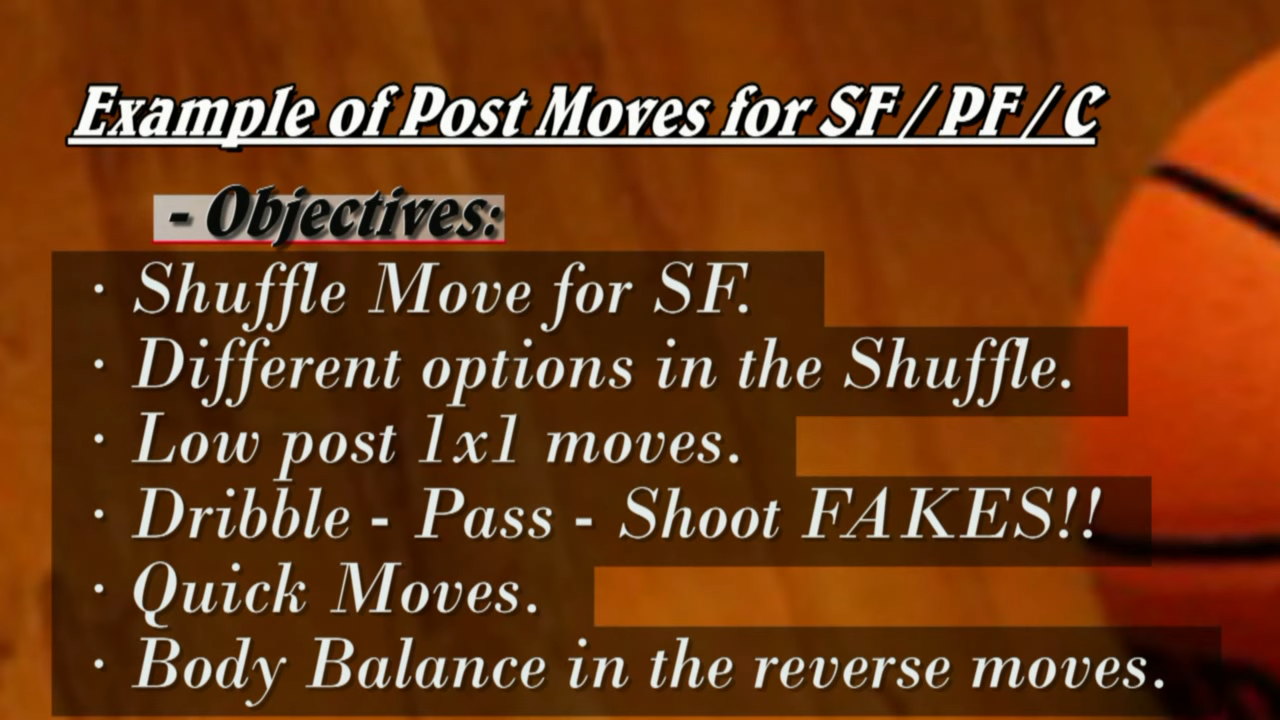 Example of Post Moves for SF / PF / C
- Objectives:
· Shuffle Move for SF.
· Different options in the Shuffle.
· Low post 1x1 moves.
· Dribble - Pass - Shoot FAKES!!
· Quick Moves.
· Body Balance in the reverse moves.